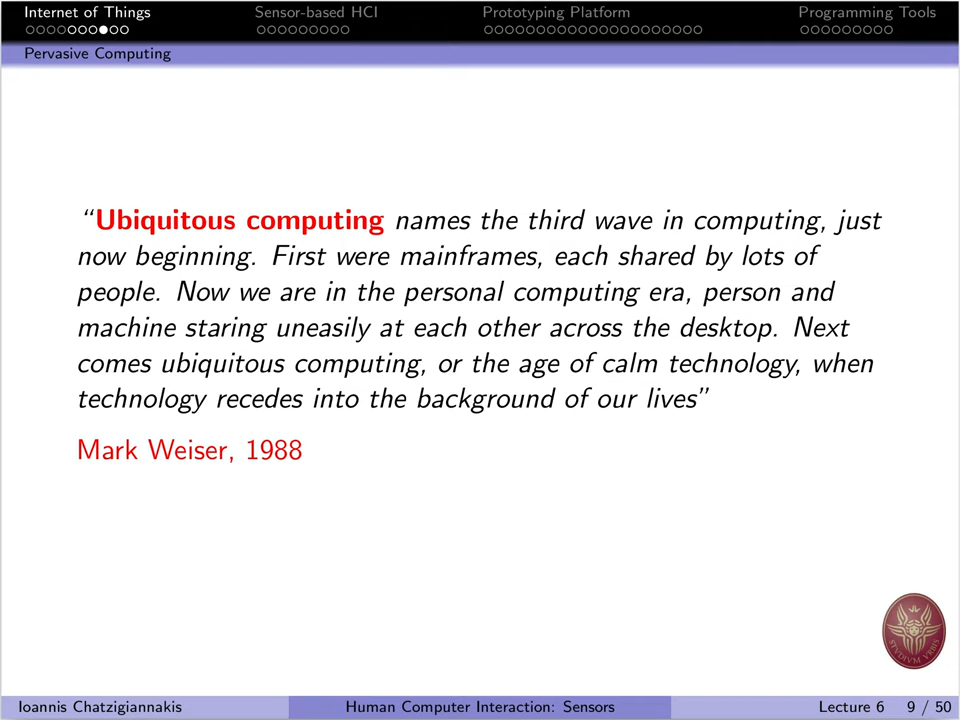 Internet of Things Sensor-based HCI Prototyping Platform Programming Tools
Pervasive Computing
“Ubiquitous computing names the third wave in computing, just
now beginning. First were mainframes, each shared by lots of
people. Now we are in the personal computing era, person and
machine staring uneasily at each other across the desktop. Next
comes ubiquitous computing, or the age of calm technology, when
technology recedes into the background of our lives”
Mark Weiser, 1988
STVDIVM VRBIS
Ioannis Chatzigiannakis Human Computer Interaction: Sensors Lecture 6 9 / 50